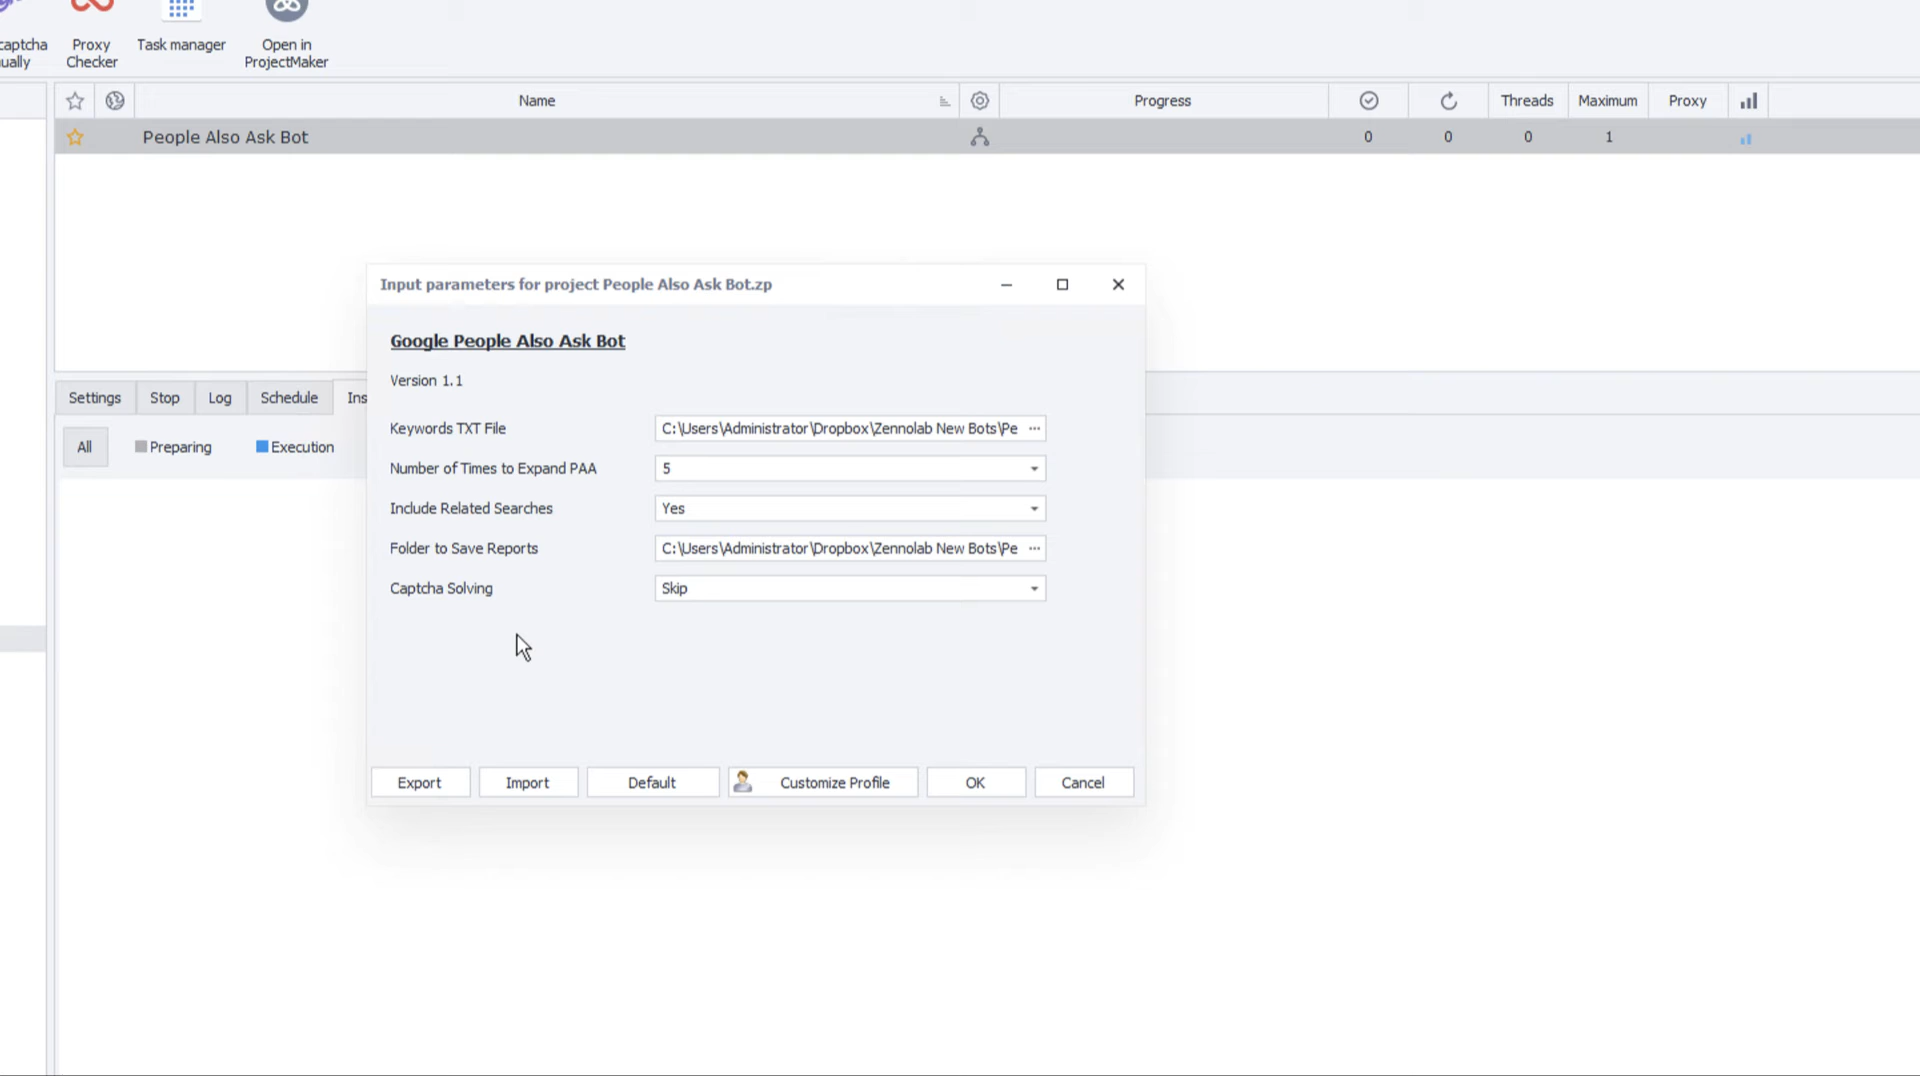 captcha
ually
Proxy
Checker
Task manager
Open in
ProjectMaker
Name
Progress
Threads
Maximum
Proxy
People Also Ask Bot
0
0
0
1
Input parameters for project People Also Ask Bot.zp
Google People Also Ask Bot
Version 1.1
Settings
Stop
Log
Schedule
Ins
Keywords TXT File
C:\Users\Administrator\Dropbox\Zennolab New Bots\Pe
All
Preparing
Execution
Number of Times to Expand PAA
5
Include Related Searches
Yes
Folder to Save Reports
C:\Users\Administrator\Dropbox\Zennolab New Bots\Pe
Captcha Solving
Skip
Export
Import
Default
Customize Profile
OK
Cancel